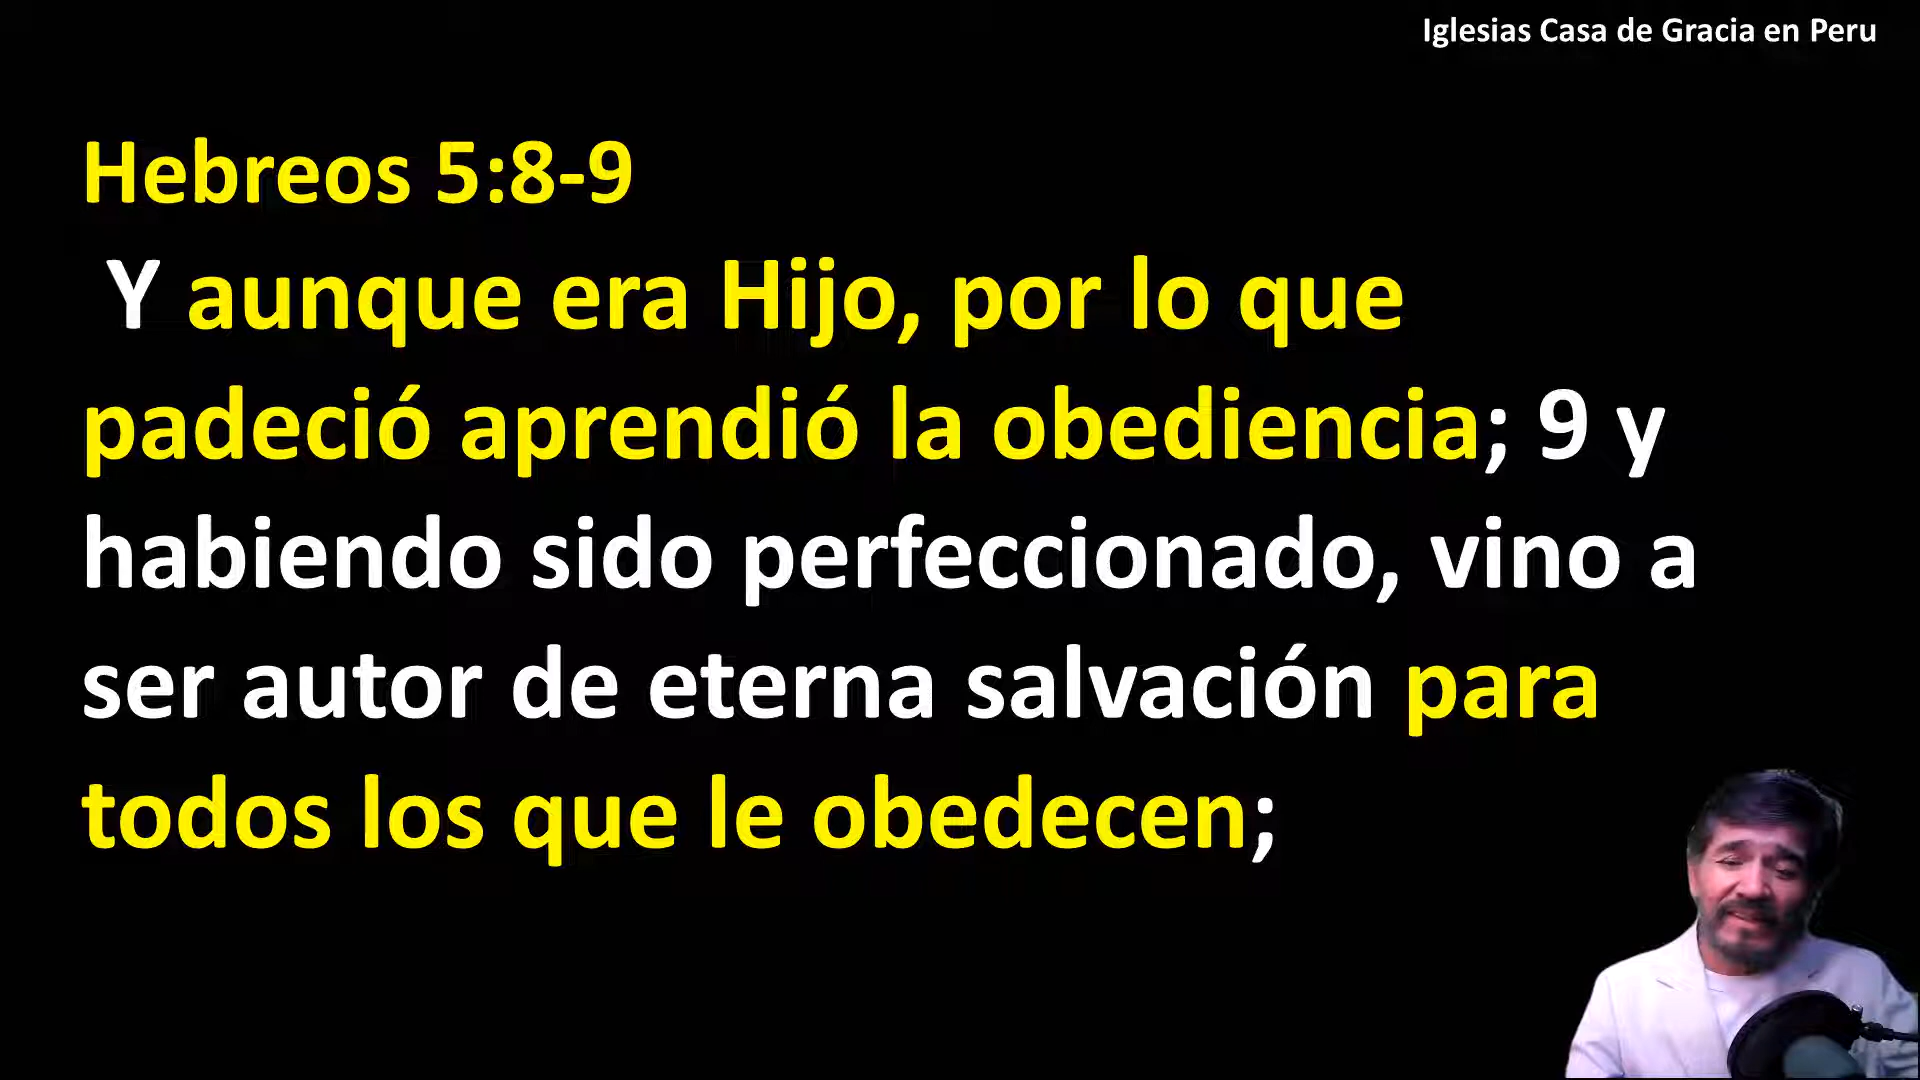 Iglesias Casa de Gracia en Peru
Hebreos 5:8-9
Y aunque era Hijo, por lo que
padeció aprendió la obediencia; 9 y
habiendo sido perfeccionado, vino a
ser autor de eterna salvación para
todos los que le obedecen;